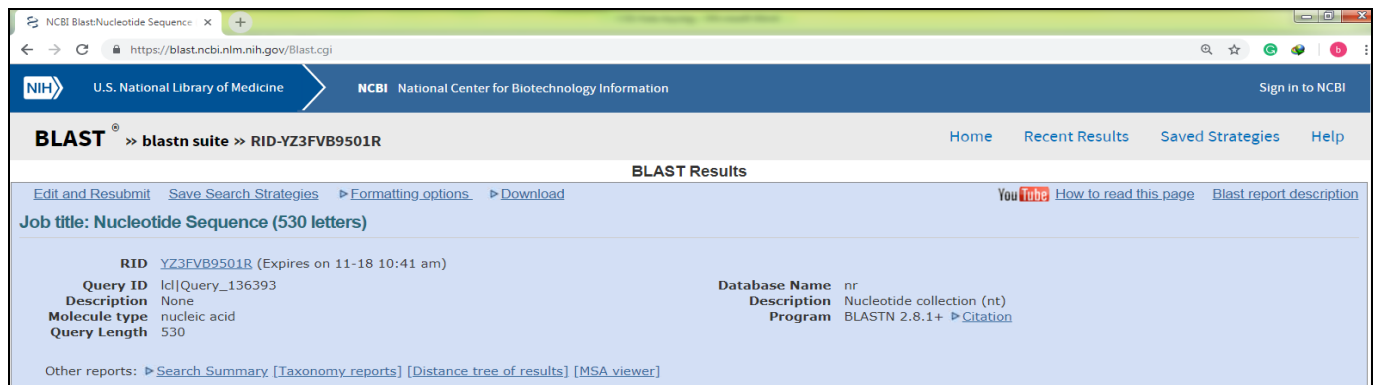 NCBI Blast:Nucleotide Sequence × +
https://blast.ncbi.nlm.nih.gov/Blast.cgi b
NIH U.S. National Library of Medicine NCBI National Center for Biotechnology Information Sign in to NCBI
BLAST ® » blastn suite » RID-YZ3FVB9501R Home Recent Results Saved Strategies Help
BLAST Results
Edit and Resubmit Save Search Strategies ▶Formatting options ▶Download YouTube How to read this page Blast report description
Job title: Nucleotide Sequence (530 letters)
RID YZ3FVB9501R (Expires on 11-18 10:41 am)
Query ID lcl|Query_136393 Database Name nr
Description None Description Nucleotide collection (nt)
Molecule type nucleic acid Program BLASTN 2.8.1+ ▶Citation
Query Length 530
Other reports: ▶Search Summary [Taxonomy reports] [Distance tree of results] [MSA viewer]